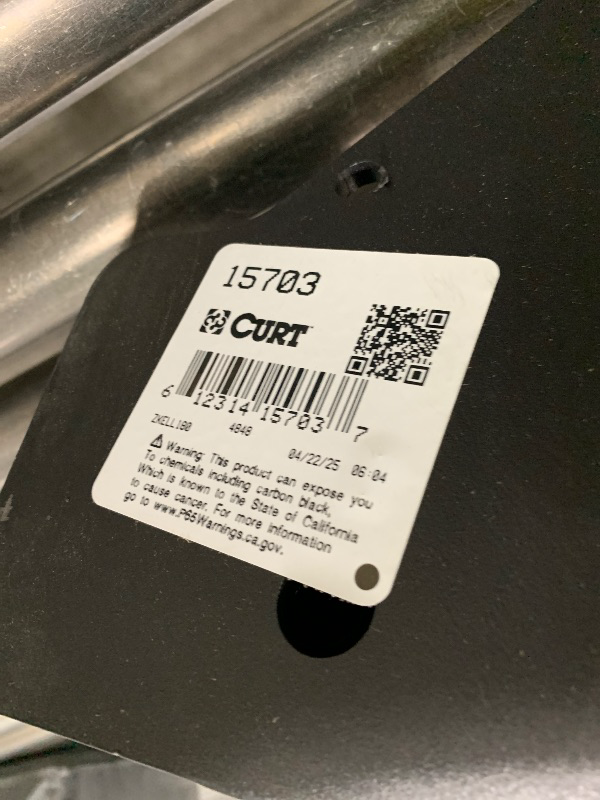 15703
CURT
6 12314 15703 7
ZKELL180 4848 04/22/25 06:04
Warning: This product can expose you
To chemicals including carbon black,
Which is known to the State of California
to cause cancer. For more information
go to www.P65Warnings.ca.gov.